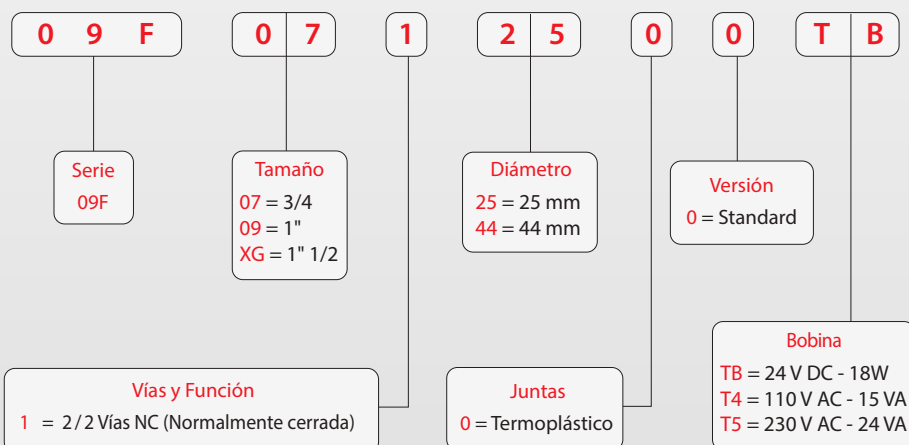 0 9 F 0 7 1 2 5 0 0 T B
Serie
09F
Tamaño
07 = 3/4
09 = 1"
XG = 1" 1/2
Diámetro
25 = 25 mm
44 = 44 mm
Versión
0 = Standard
Vías y Función
1 = 2/2 Vías NC (Normalmente cerrada)
Juntas
0 = Termoplástico
Bobina
TB = 24 V DC - 18W
T4 = 110 V AC - 15 VA
T5 = 230 V AC - 24 VA